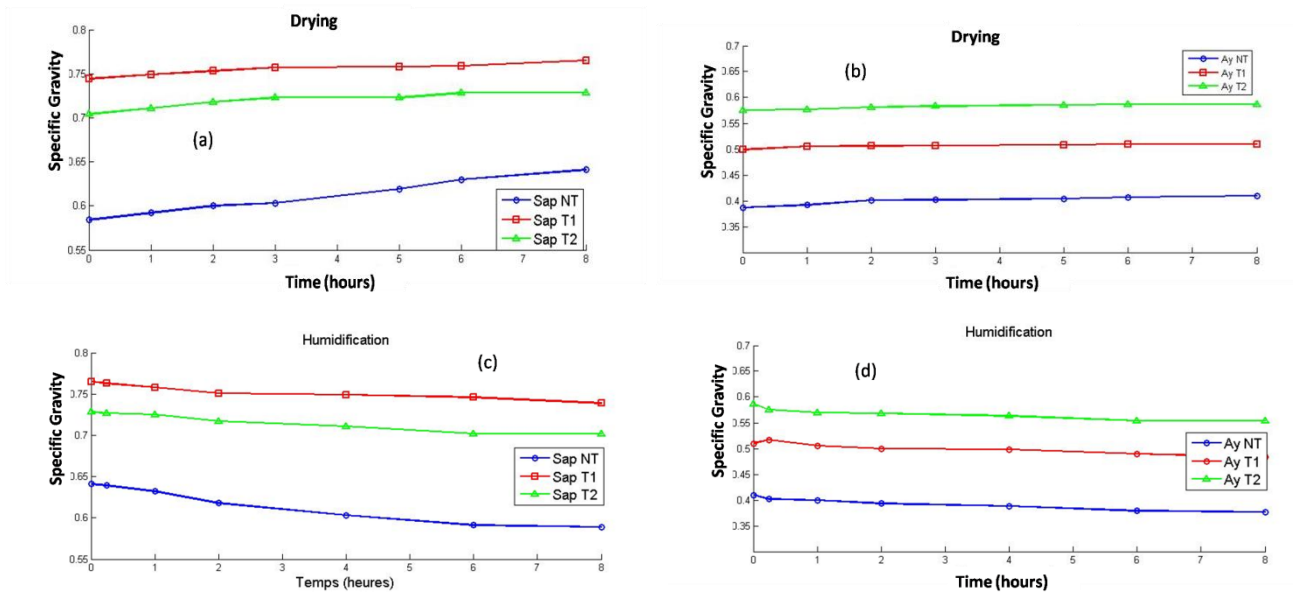 Drying
0.8
0.75
0.7
0.65
0.6
0.55
Specific Gravity
(a)
Sap NT
Sap T1
Sap T2
0 1 2 3 4 5 6 7 8
Time (hours)
Drying
0.7
0.65
0.6
0.55
0.5
0.45
0.4
0.35
Specific Gravity
(b)
Ay NT
Ay T1
Ay T2
0 1 2 3 4 5 6 7 8
Time (hours)
Humidification
0.8
0.75
0.7
0.65
0.6
0.55
Specific Gravity
(c)
Sap NT
Sap T1
Sap T2
0 1 2 3 4 5 6 7 8
Temps (heures)
Humidification
0.7
0.65
0.6
0.55
0.5
0.45
0.4
0.35
Specific Gravity
(d)
Ay NT
Ay T1
Ay T2
0 1 2 3 4 5 6 7 8
Time (hours)